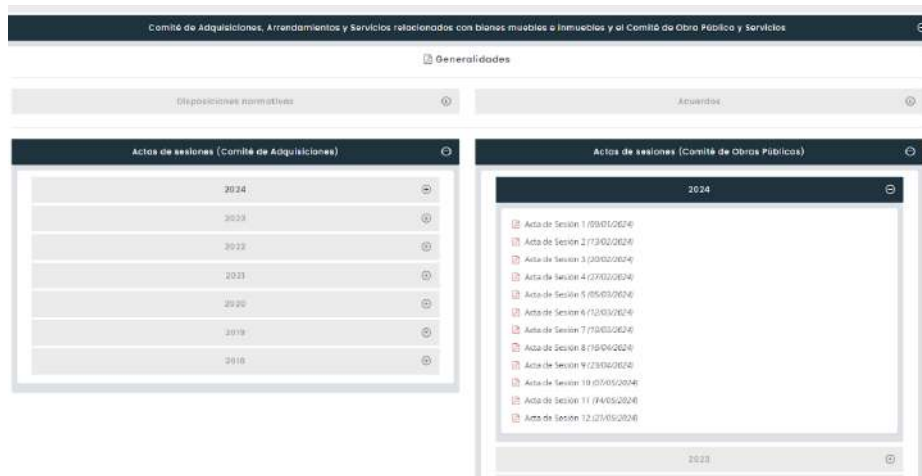 Comité de Adquisiciones, Arrendamientos y Servicios relacionados con bienes muebles e inmuebles y el Comité de Obra Pública y Servicios
Generalidades
Disposiciones normativas
Acuerdos
Actas de sesiones (Comité de Adquisiciones)
2024
2023
2022
2021
2020
2019
2018
Actas de sesiones (Comité de Obras Públicas)
2024
Acta de Sesión 1 (09/01/2024)
Acta de Sesión 2 (13/02/2024)
Acta de Sesión 3 (20/02/2024)
Acta de Sesión 4 (27/02/2024)
Acta de Sesión 5 (05/03/2024)
Acta de Sesión 6 (12/03/2024)
Acta de Sesión 7 (19/03/2024)
Acta de Sesión 8 (16/04/2024)
Acta de Sesión 9 (23/04/2024)
Acta de Sesión 10 (07/05/2024)
Acta de Sesión 11 (14/05/2024)
Acta de Sesión 12 (21/05/2024)
2023